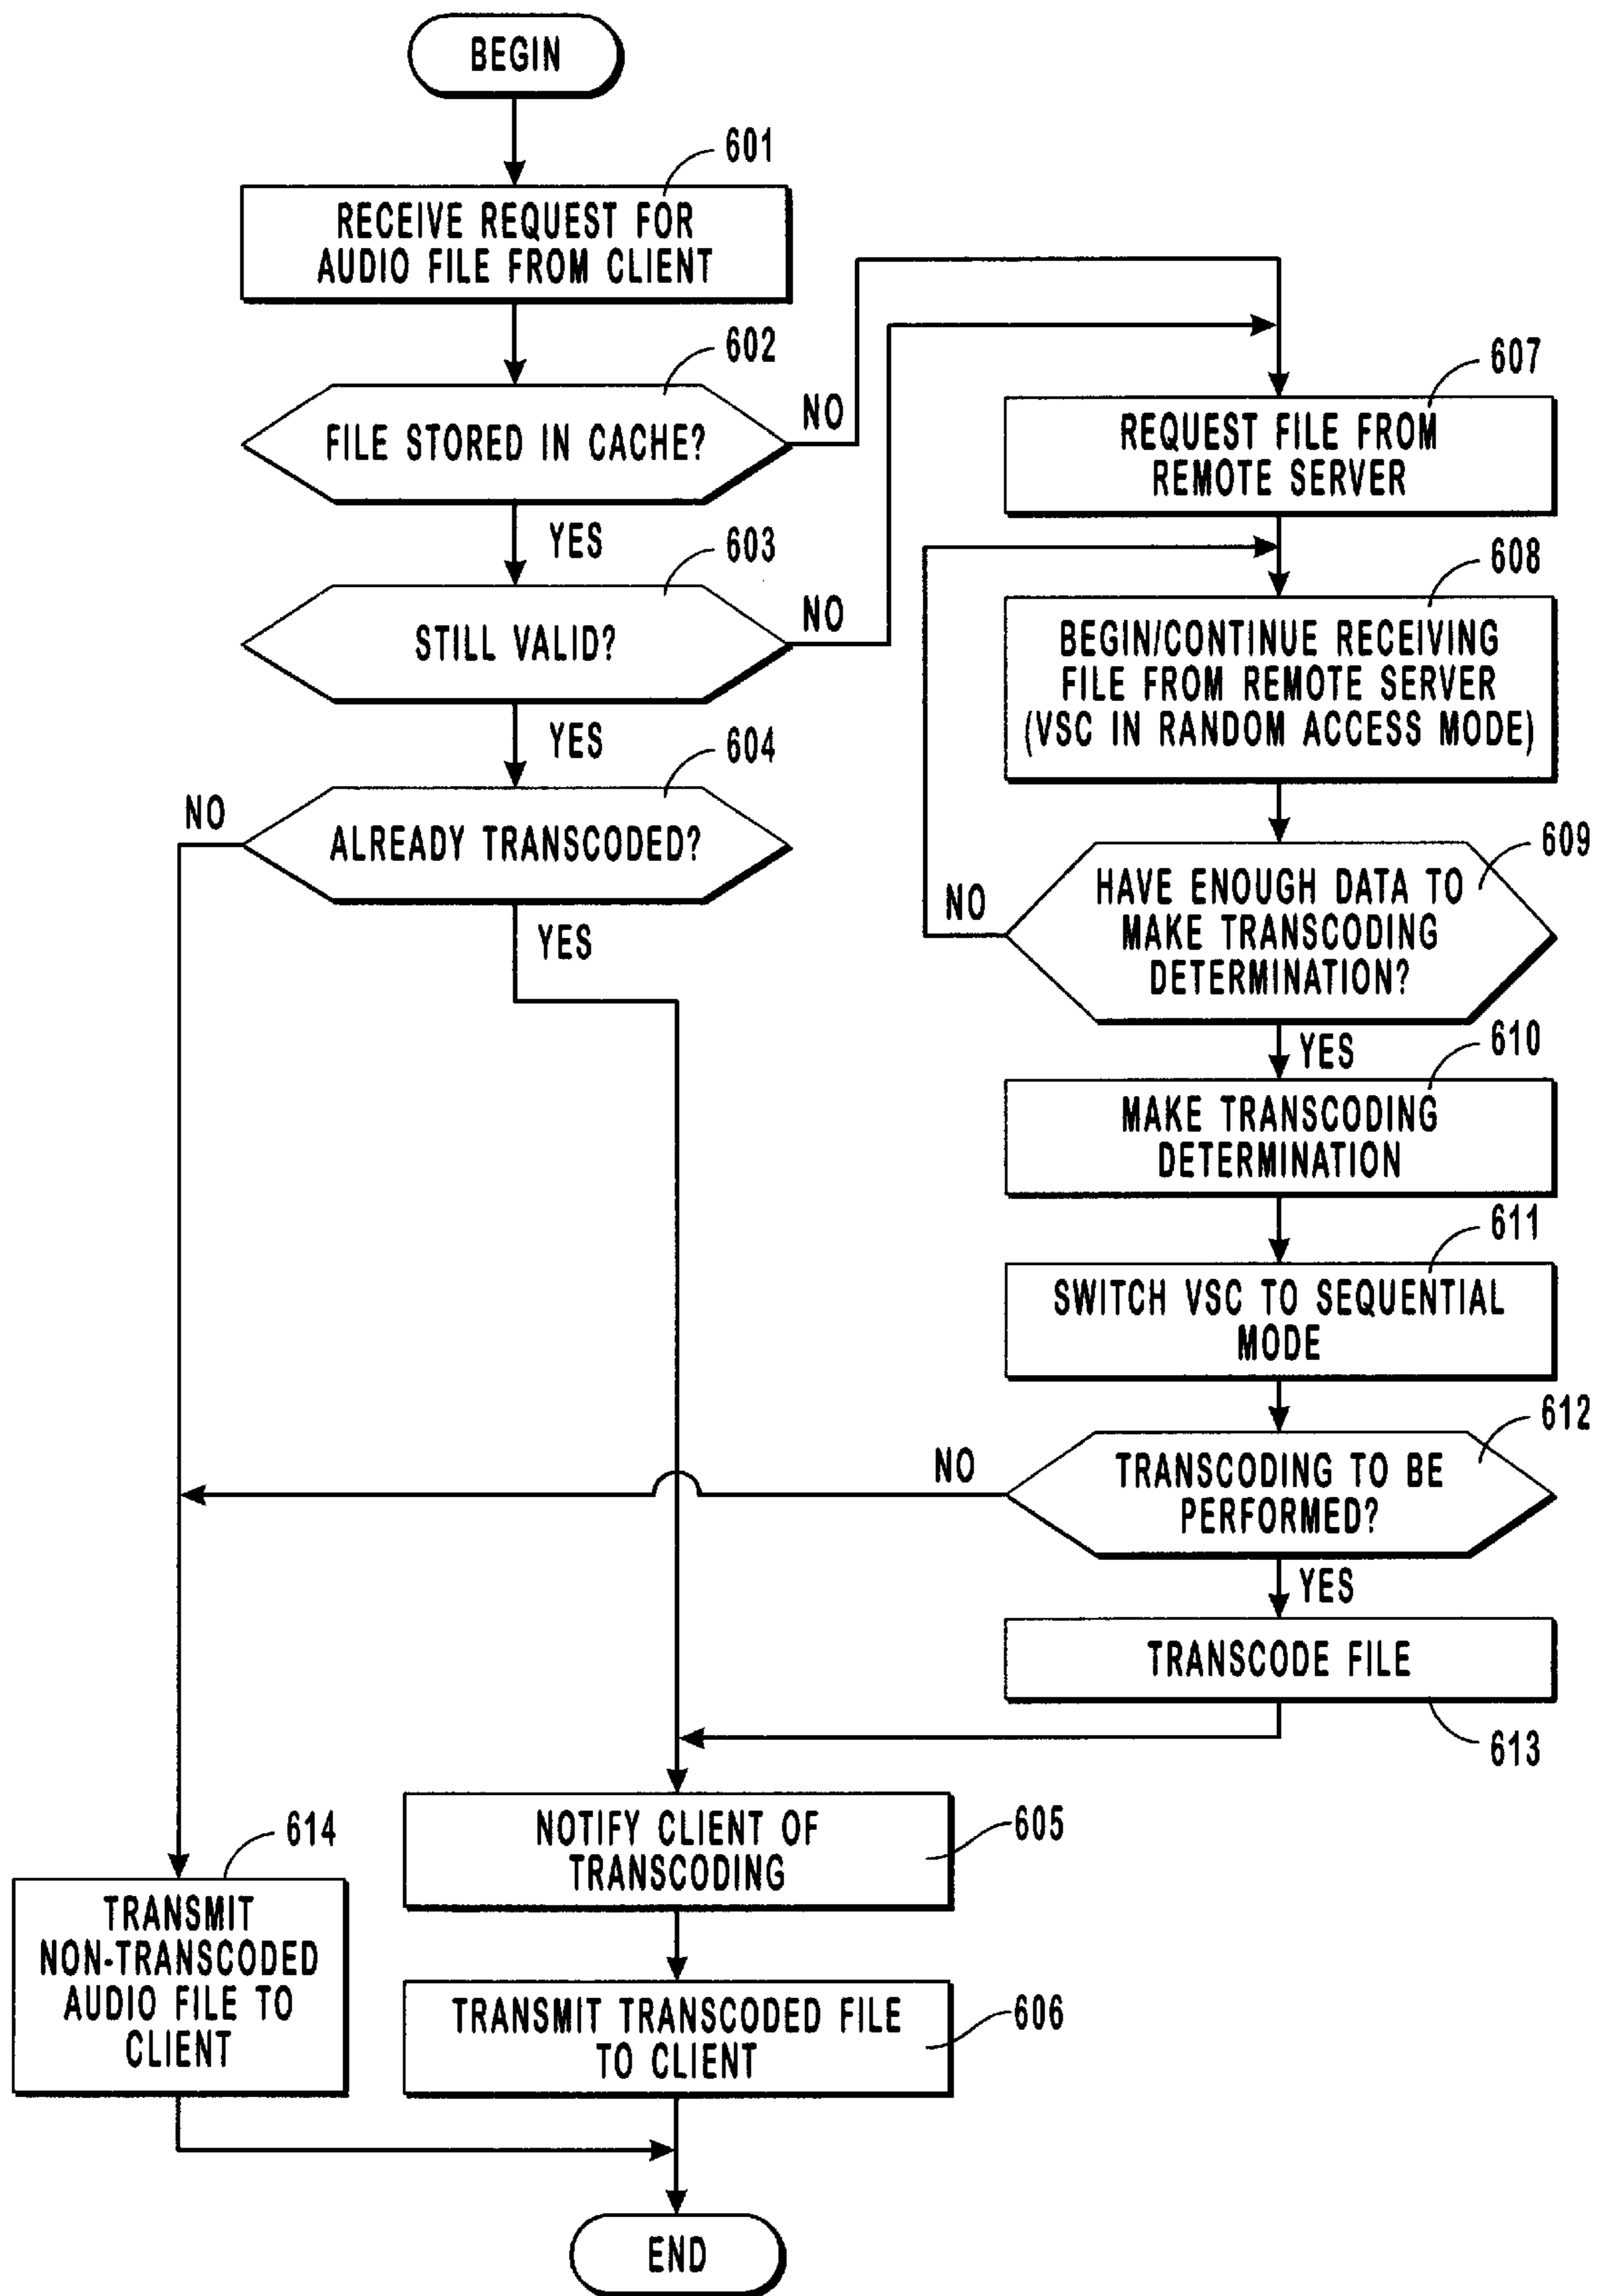 BEGIN
601
RECEIVE REQUEST FOR
AUDIO FILE FROM CLIENT
602
FILE STORED IN CACHE?
NO
YES
603
STILL VALID?
NO
YES
604
ALREADY TRANSCODED?
NO
YES
607
REQUEST FILE FROM
REMOTE SERVER
608
BEGIN/CONTINUE RECEIVING
FILE FROM REMOTE SERVER
(VSC IN RANDOM ACCESS MODE)
609
HAVE ENOUGH DATA TO
MAKE TRANSCODING
DETERMINATION?
NO
YES
610
MAKE TRANSCODING
DETERMINATION
611
SWITCH VSC TO SEQUENTIAL
MODE
612
TRANSCODING TO BE
PERFORMED?
NO
YES
TRANSCODE FILE
613
NOTIFY CLIENT OF
TRANSCODING
605
614
TRANSMIT
NON-TRANSCODED
AUDIO FILE TO
CLIENT
TRANSMIT TRANSCODED FILE
TO CLIENT
606
END